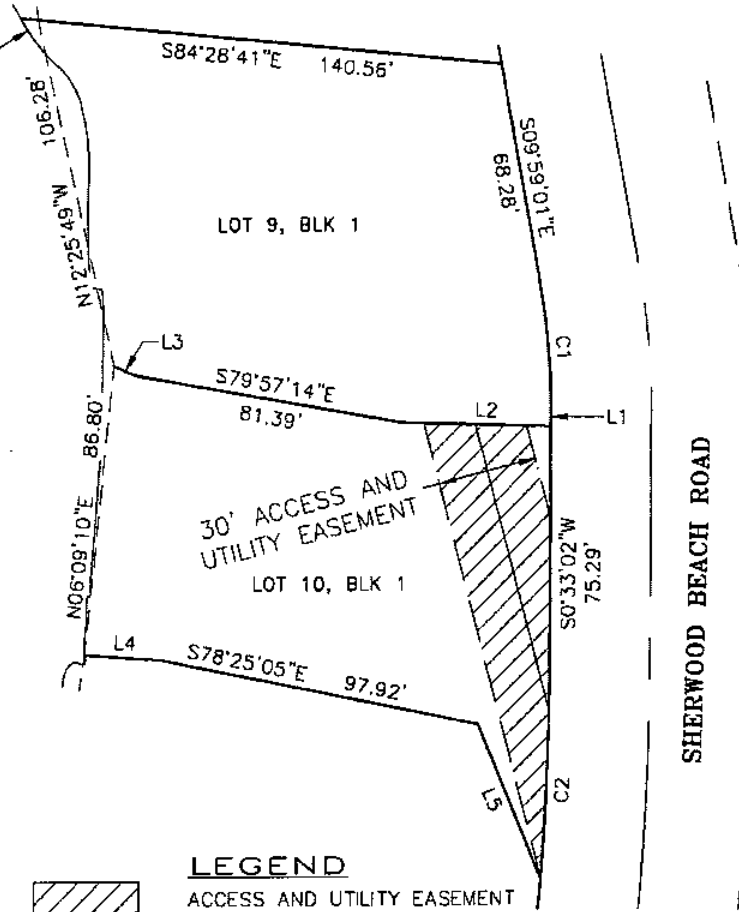 S84°28'41"E 140.56'
106.28'
N12°25'49"W
S09°59'01"E
68.28'
LOT 9, BLK 1
L3
C1
S79°57'14"E
81.39'
L2
L1
86.80'
N06°09'10"E
30' ACCESS AND
UTILITY EASEMENT
LOT 10, BLK 1
S0°33'02"W
75.29'
SHERWOOD BEACH ROAD
L4
S78°25'05"E 97.92'
L5
C2
LEGEND
ACCESS AND UTILITY EASEMENT